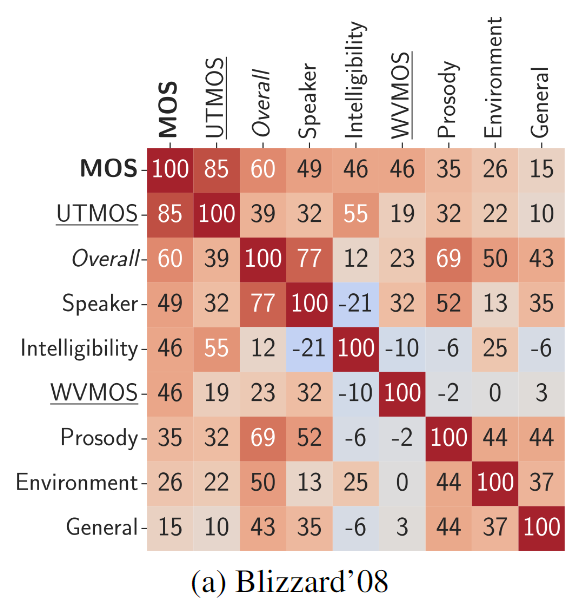 MOS UTMOS Overall Speaker Intelligibility WVMOS Prosody Environment General
MOS 100 85 60 49 46 46 35 26 15
UTMOS 85 100 39 32 55 19 32 22 10
Overall 60 39 100 77 12 23 69 50 43
Speaker 49 32 77 100 -21 32 52 13 35
Intelligibility 46 55 12 -21 100 -10 -6 25 -6
WVMOS 46 19 23 32 -10 100 -2 0 3
Prosody 35 32 69 52 -6 -2 100 44 44
Environment 26 22 50 13 25 0 44 100 37
General 15 10 43 35 -6 3 44 37 100
(a) Blizzard’08